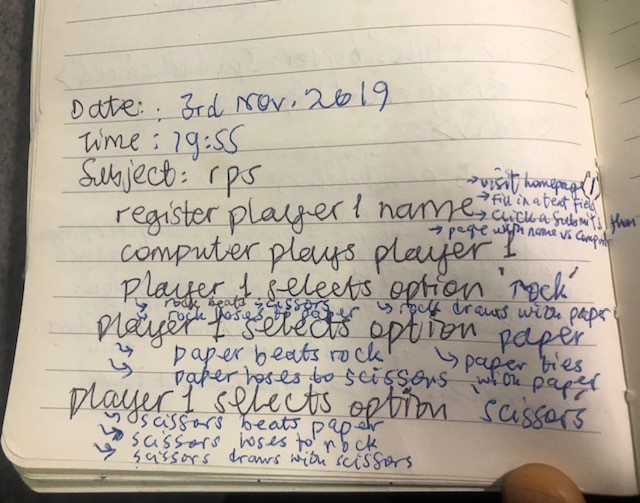 Date: : 3rd Nov. 2019
Time : 19:55
Subject: rps
→ visit homepage ('/')
register player 1 name → Fill in a text field
→ Click a submit button
→ page with name vs Computer
computer plays player 1
player 1 selects option 'rock'
↳ rock beats scissors
↳ rock loses to paper ↳ rock draws with paper
player 1 selects option paper
↳ paper beats rock ↳ paper ties with paper
↳ paper loses to scissors
player 1 selects option 'scissors'
↳ scissors beats paper
↳ scissors loses to rock
↳ scissors draws with scissors